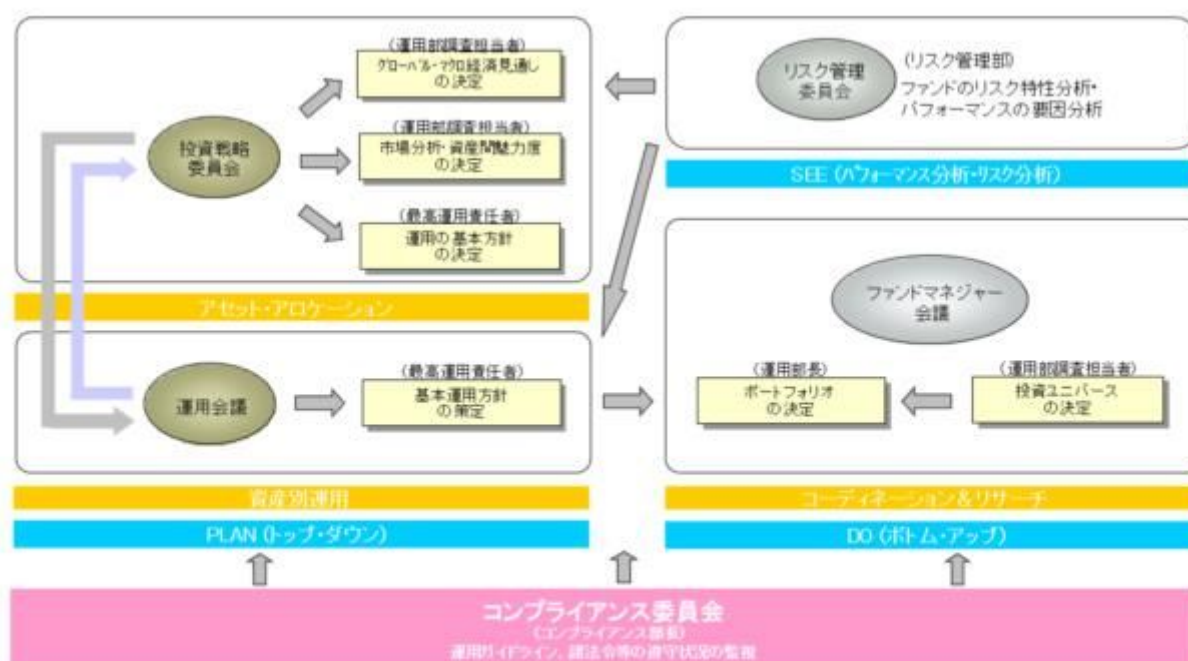 (運用部調査担当者)
グローバル・マクロ経済見通し
の決定
投資戦略
委員会
(運用部調査担当者)
市場分析・資産間魅力度
の決定
(最高運用責任者)
運用の基本方針
の決定
アセット・アロケーション
運用会議
(最高運用責任者)
基本運用方針
の策定
資産別運用
PLAN (トップ・ダウン)
リスク管理
委員会
(リスク管理部)
ファンドのリスク特性分析・
パフォーマンスの要因分析
SEE (パフォーマンス分析・リスク分析)
ファンドマネジャー
会議
(運用部長)
ポートフォリオ
の決定
(運用部調査担当者)
投資ユニバース
の決定
コーディネーション&リサーチ
DO (ボトム・アップ)
コンプライアンス委員会
(コンプライアンス部長)
運用ガイドライン、諸法令等の遵守状況の監視